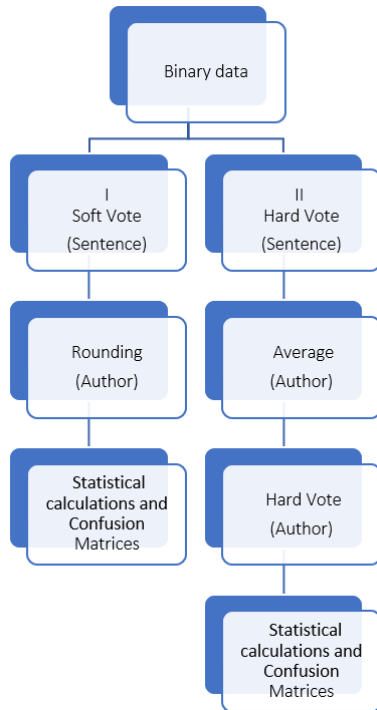 Binary data
I
Soft Vote
(Sentence)
II
Hard Vote
(Sentence)
Rounding
(Author)
Average
(Author)
Statistical
calculations and
Confusion
Matrices
Hard Vote
(Author)
Statistical
calculations and
Confusion
Matrices